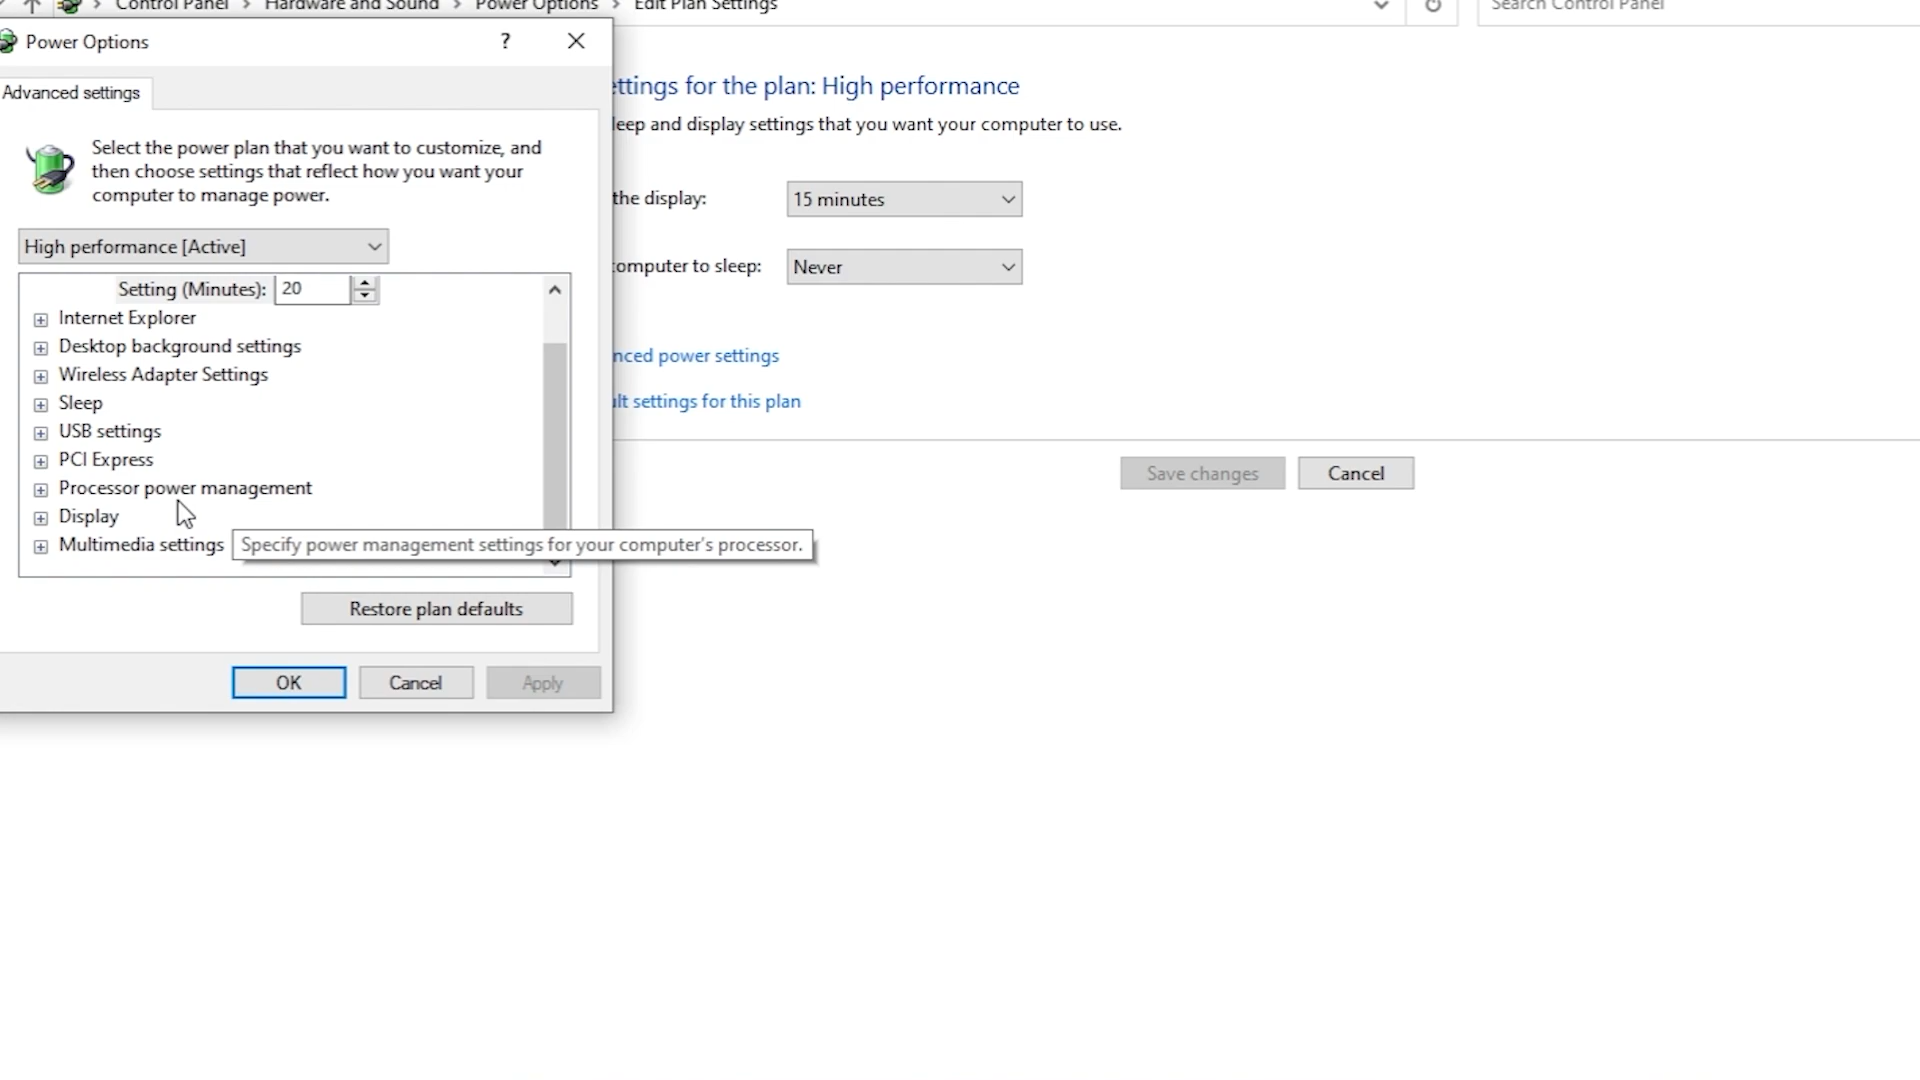 Control Panel > Hardware and Sound > Power Options > Edit Plan Settings
Search Control Panel
Power Options
?
Advanced settings
Select the power plan that you want to customize, and
then choose settings that reflect how you want your
computer to manage power.
High performance [Active]
Setting (Minutes): 20
Internet Explorer
Desktop background settings
Wireless Adapter Settings
Sleep
USB settings
PCI Express
Processor power management
Display
Multimedia settings
Specify power management settings for your computer's processor.
Restore plan defaults
OK
Cancel
Apply
ettings for the plan: High performance
leep and display settings that you want your computer to use.
the display: 15 minutes
omputer to sleep: Never
nced power settings
ult settings for this plan
Save changes
Cancel